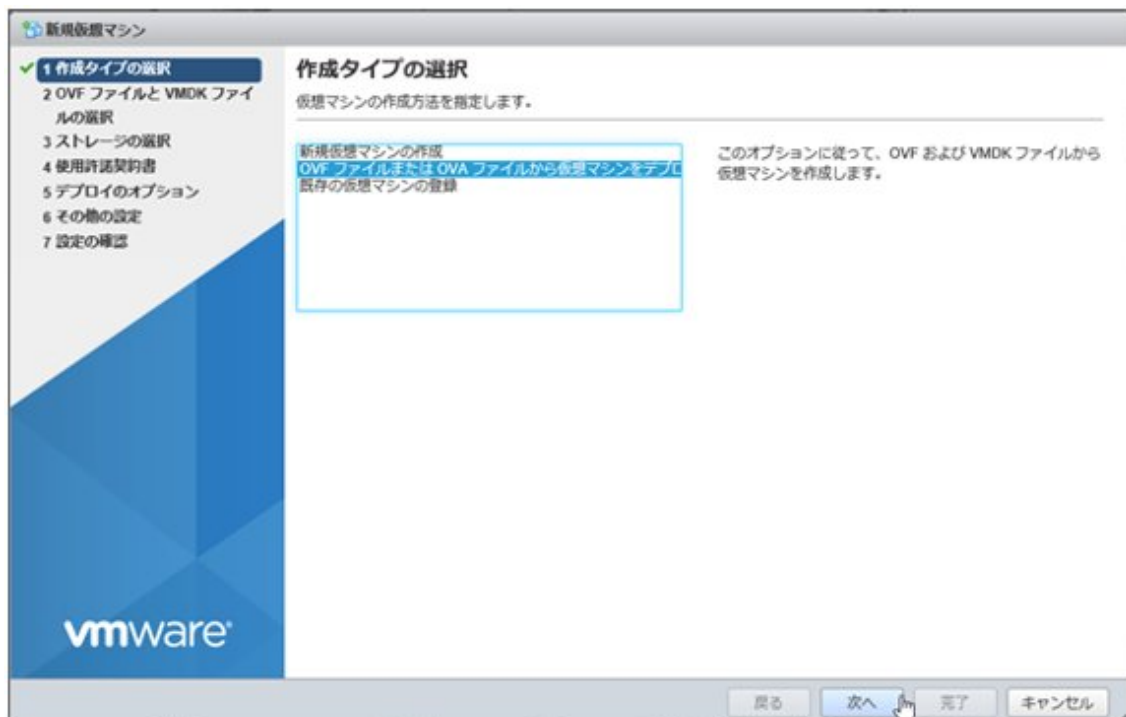 新規仮想マシン
1 作成タイプの選択
2 OVF ファイルと VMDK ファイ
ルの選択
3 ストレージの選択
4 使用許諾契約書
5 デプロイのオプション
6 その他の設定
7 設定の確認
作成タイプの選択
仮想マシンの作成方法を指定します。
新規仮想マシンの作成
OVF ファイルまたは OVA ファイルから仮想マシンをデプロ
既存の仮想マシンの登録
このオプションに従って、OVF および VMDK ファイルから
仮想マシンを作成します。
vmware
戻る
次へ
完了
キャンセル